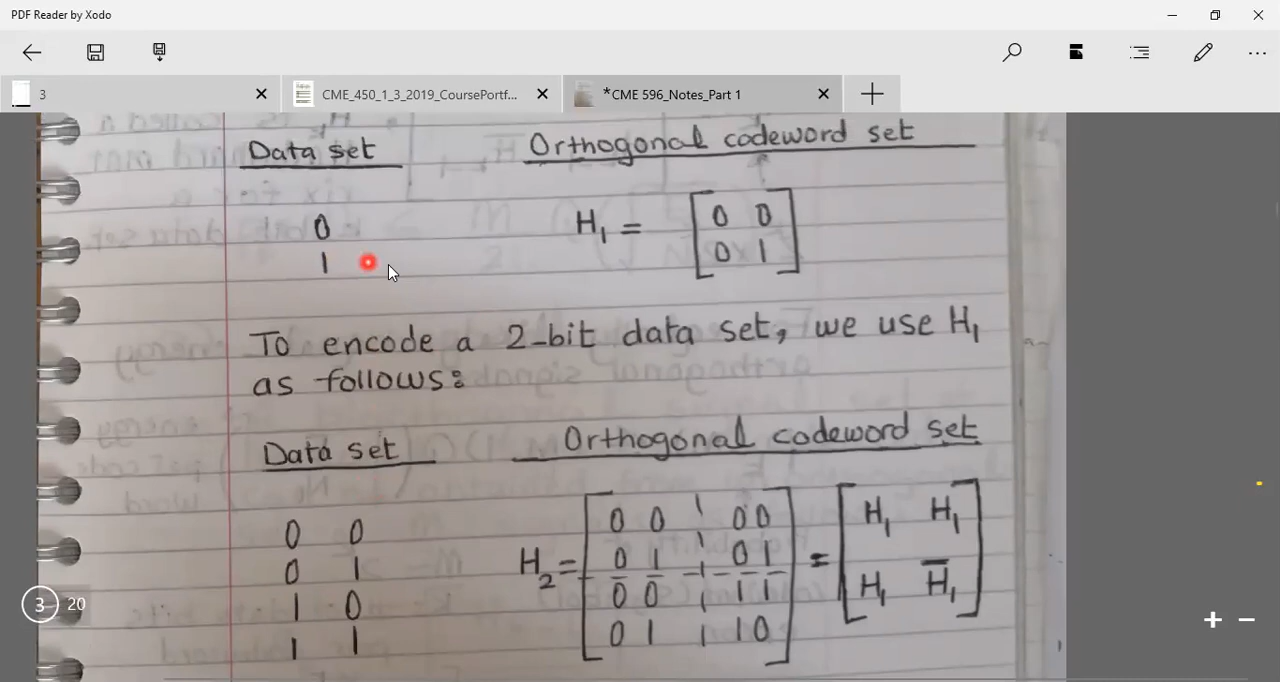 PDF Reader by Xodo
3
CME_450_1_3_2019_CoursePortf...
*CME 596_Notes_Part 1
Data set Orthogonal codeword set
0 H1 = [ 0 0
1 0 1 ]
To encode a 2-bit data set, we use H1
as follows:
Data set Orthogonal codeword set
0 0 0 0 0 0 H1 H1
0 1 H2 = 0 1 0 1 =
1 0 0 0 1 1 H1 H̅1
1 1 0 1 1 0
3 20